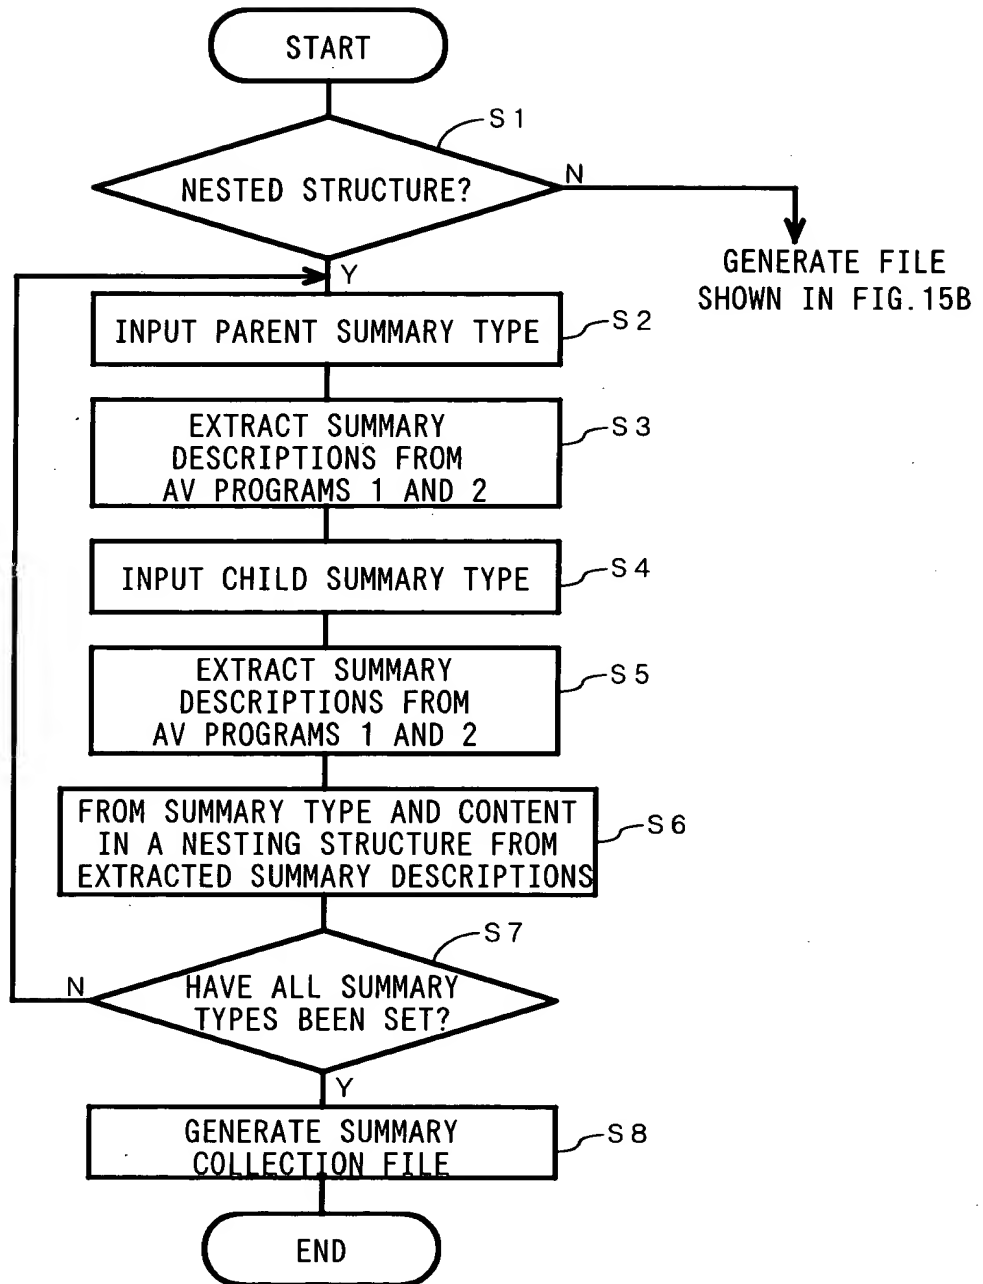 START
S1
NESTED STRUCTURE?
N
Y
GENERATE FILE
SHOWN IN FIG.15B
INPUT PARENT SUMMARY TYPE
S2
EXTRACT SUMMARY
DESCRIPTIONS FROM
AV PROGRAMS 1 AND 2
S3
INPUT CHILD SUMMARY TYPE
S4
EXTRACT SUMMARY
DESCRIPTIONS FROM
AV PROGRAMS 1 AND 2
S5
FROM SUMMARY TYPE AND CONTENT
IN A NESTING STRUCTURE FROM
EXTRACTED SUMMARY DESCRIPTIONS
S6
S7
N
HAVE ALL SUMMARY
TYPES BEEN SET?
Y
GENERATE SUMMARY
COLLECTION FILE
S8
END